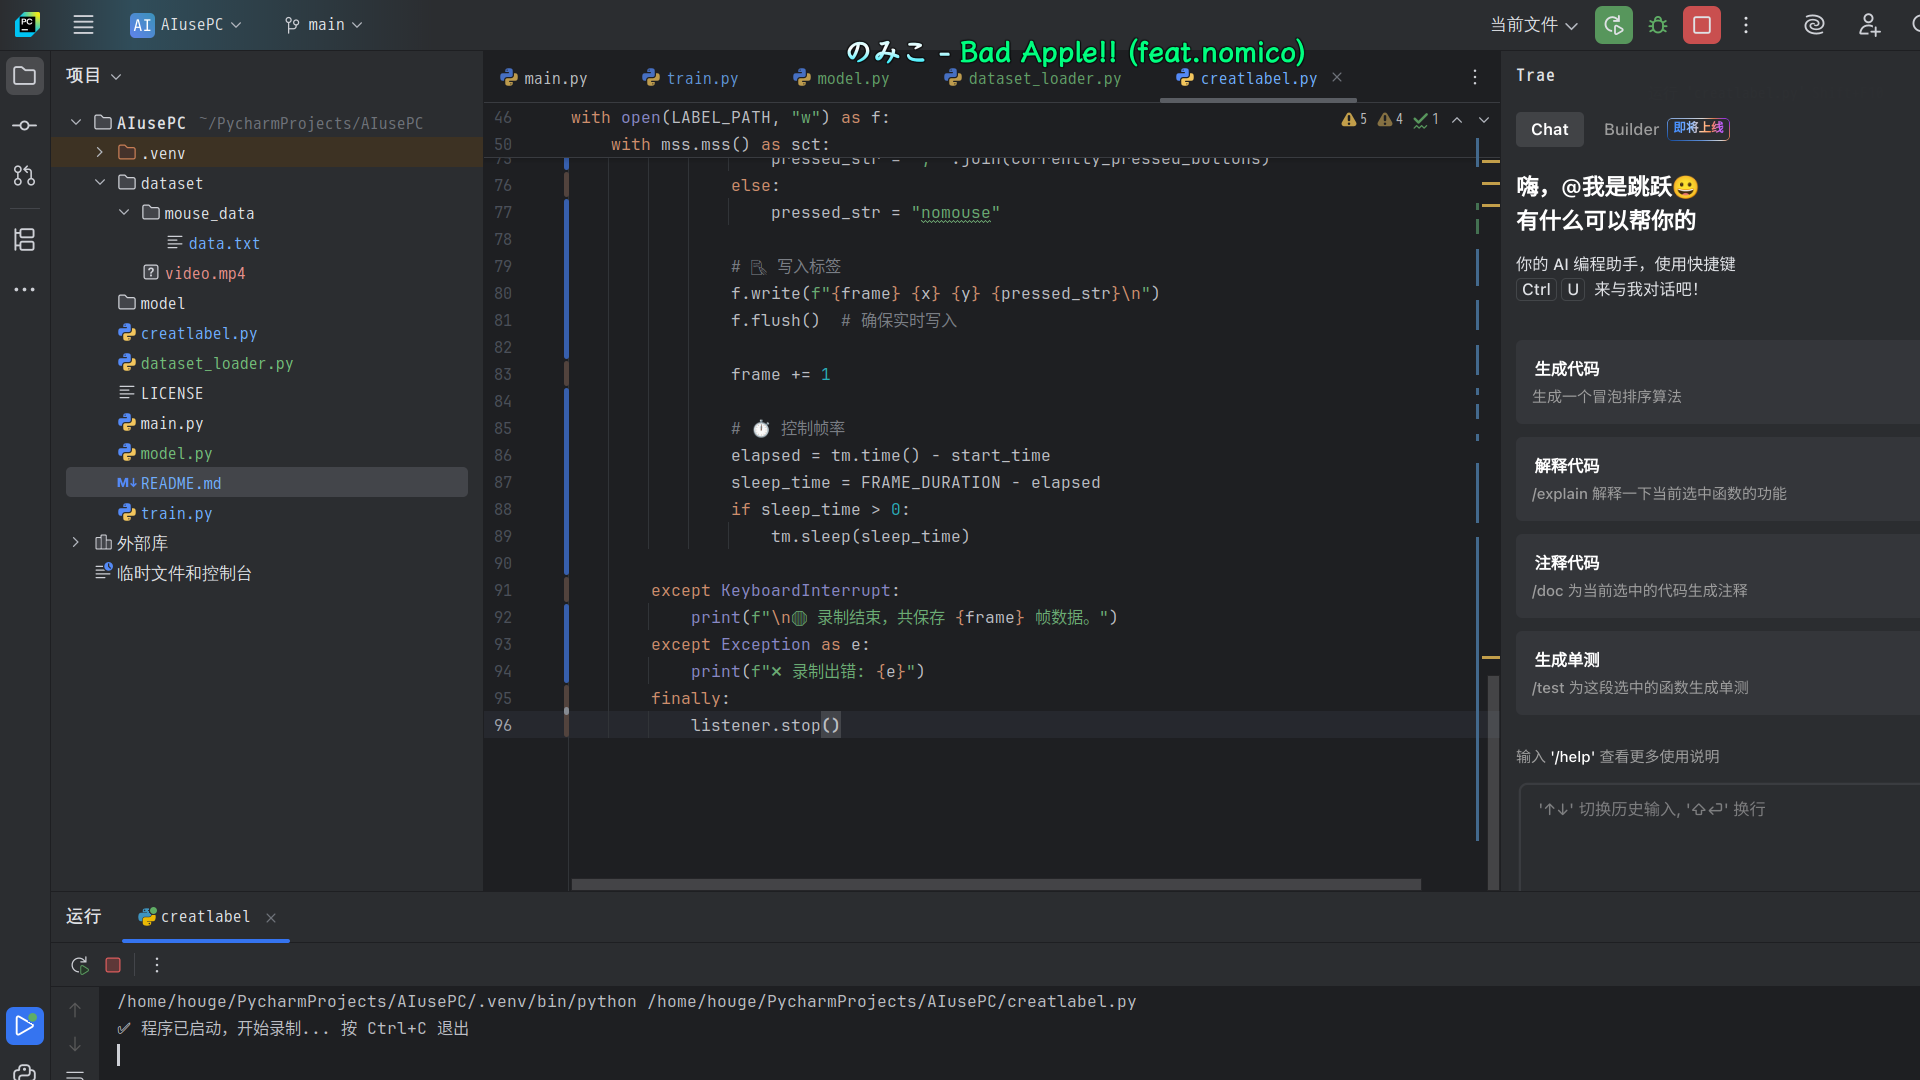 PC
AI AIusePC
main
当前文件
のみこ - Bad Apple!! (feat.nomico)
项目
main.py
train.py
model.py
dataset_loader.py
creatlabel.py
Trae
AIusePC ~/PycharmProjects/AIusePC
.venv
dataset
mouse_data
data.txt
video.mp4
model
creatlabel.py
dataset_loader.py
LICENSE
main.py
model.py
README.md
train.py
外部库
临时文件和控制台
5 4 1
46 with open(LABEL_PATH, "w") as f:
50 with mss.mss() as sct:
75 pressed_str = ",".join(currently_pressed_buttons)
76 else:
77 pressed_str = "nomouse"
78
79 # 写入标签
80 f.write(f"{frame} {x} {y} {pressed_str}\n")
81 f.flush() # 确保实时写入
82
83 frame += 1
84
85 # ⏱ 控制帧率
86 elapsed = tm.time() - start_time
87 sleep_time = FRAME_DURATION - elapsed
88 if sleep_time > 0:
89 tm.sleep(sleep_time)
90
91 except KeyboardInterrupt:
92 print(f"\n 录制结束，共保存 {frame} 帧数据。")
93 except Exception as e:
94 print(f"❌ 录制出错: {e}")
95 finally:
96 listener.stop()
Chat Builder 即将上线
嗨，@我是跳跃😀
有什么可以帮你的
你的 AI 编程助手，使用快捷键
Ctrl U 来与我对话吧！
生成代码
生成一个冒泡排序算法
解释代码
/explain 解释一下当前选中函数的功能
注释代码
/doc 为当前选中的代码生成注释
生成单测
/test 为这段选中的函数生成单测
输入 '/help' 查看更多使用说明
'↑↓' 切换历史输入, '⇧⏎' 换行
运行
creatlabel
/home/houge/PycharmProjects/AIusePC/.venv/bin/python /home/houge/PycharmProjects/AIusePC/creatlabel.py
✅ 程序已启动，开始录制... 按 Ctrl+C 退出